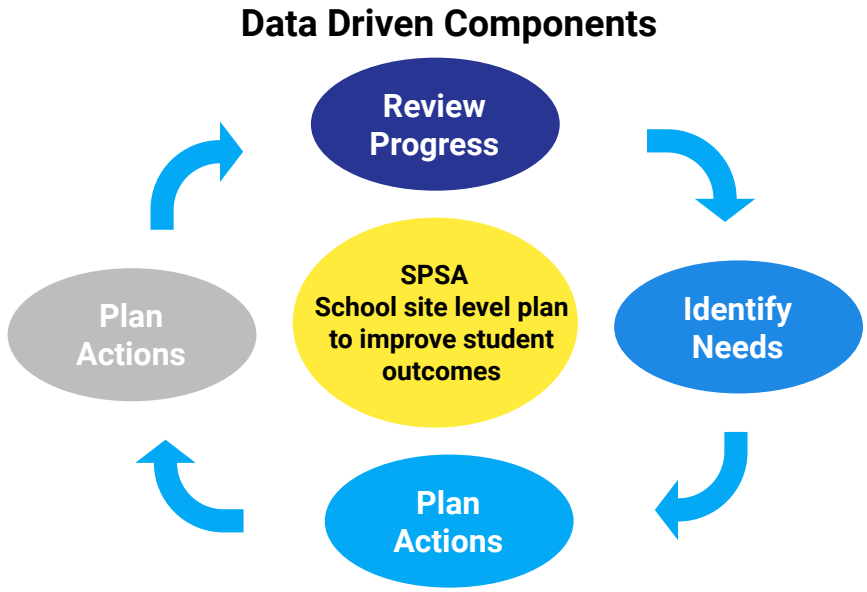 Data Driven Components
Review
Progress
Identify
Needs
Plan
Actions
Plan
Actions
SPSA
School site level plan
to improve student
outcomes